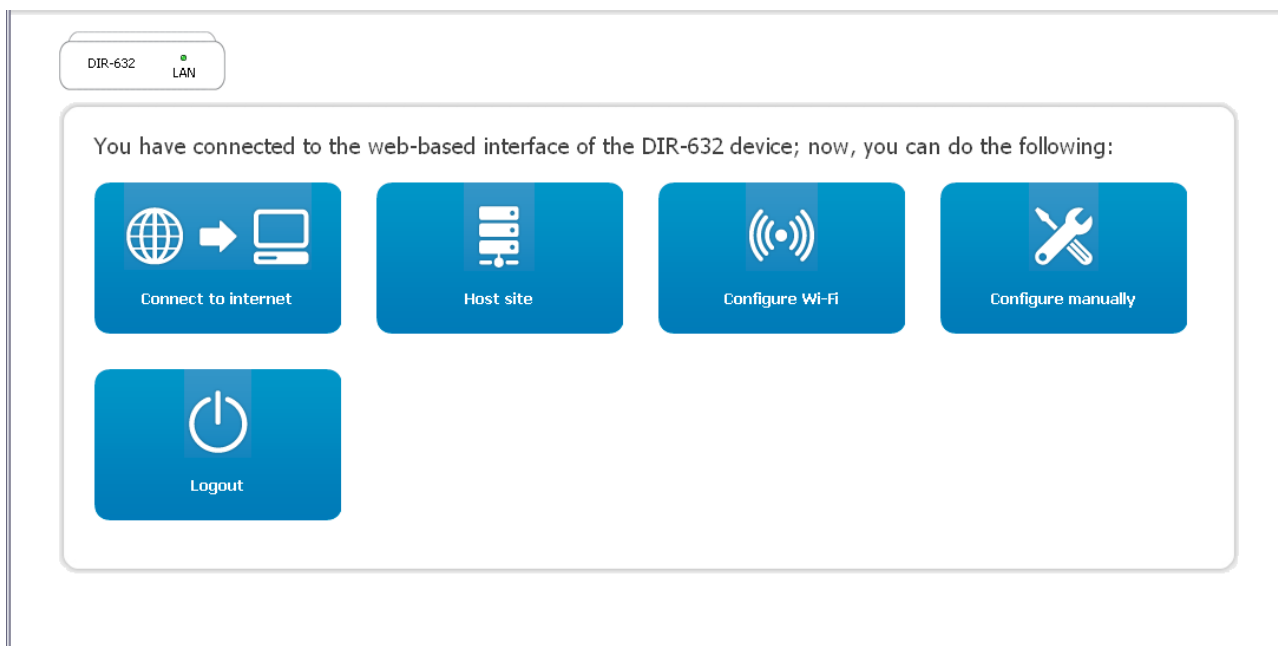 DIR-632
LAN
You have connected to the web-based interface of the DIR-632 device; now, you can do the following:
Connect to internet
Host site
Configure Wi-Fi
Configure manually
Logout